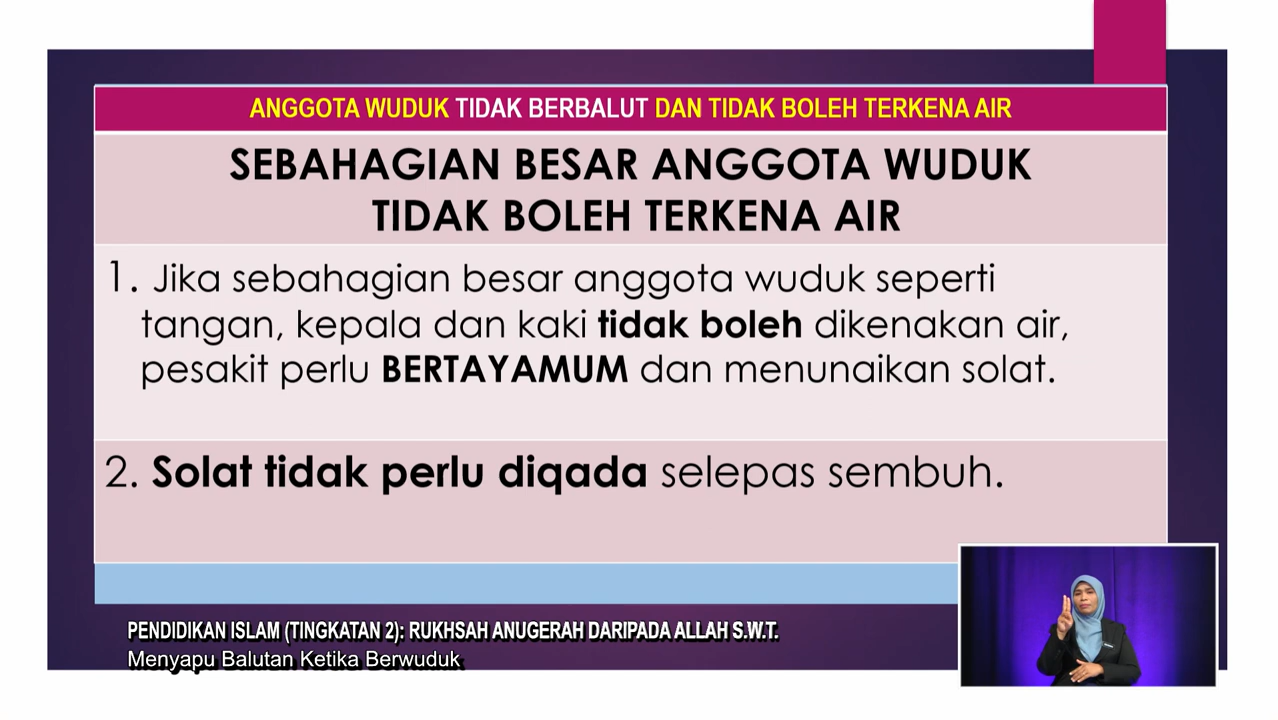 ANGGOTA WUDUK TIDAK BERBALUT DAN TIDAK BOLEH TERKENA AIR
SEBAHAGIAN BESAR ANGGOTA WUDUK
TIDAK BOLEH TERKENA AIR
1. Jika sebahagian besar anggota wuduk seperti
tangan, kepala dan kaki tidak boleh dikenakan air,
pesakit perlu BERTAYAMUM dan menunaikan solat.
2. Solat tidak perlu diqada selepas sembuh.
PENDIDIKAN ISLAM (TINGKATAN 2): RUKHSAH ANUGERAH DARIPADA ALLAH S.W.T.
Menyapu Balutan Ketika Berwuduk